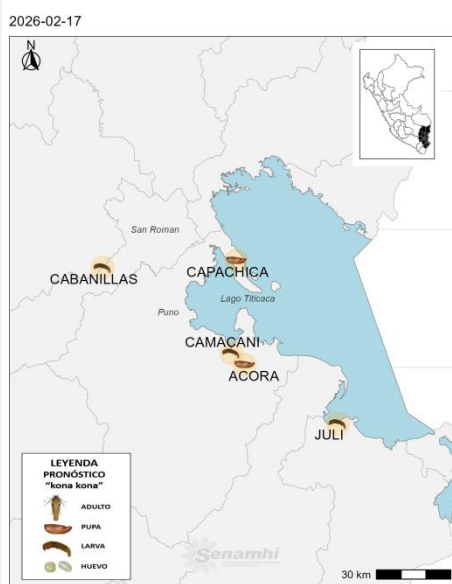 2026-02-17
N
San Roman
CABANILLAS
CAPACHICA
Lago Titicaca
Puno
CAMACANI
ACORA
JULI
LEYENDA
PRONÓSTICO
"kona kona"
ADULTO
PUPA
LARVA
HUEVO
Senamhi
30 km